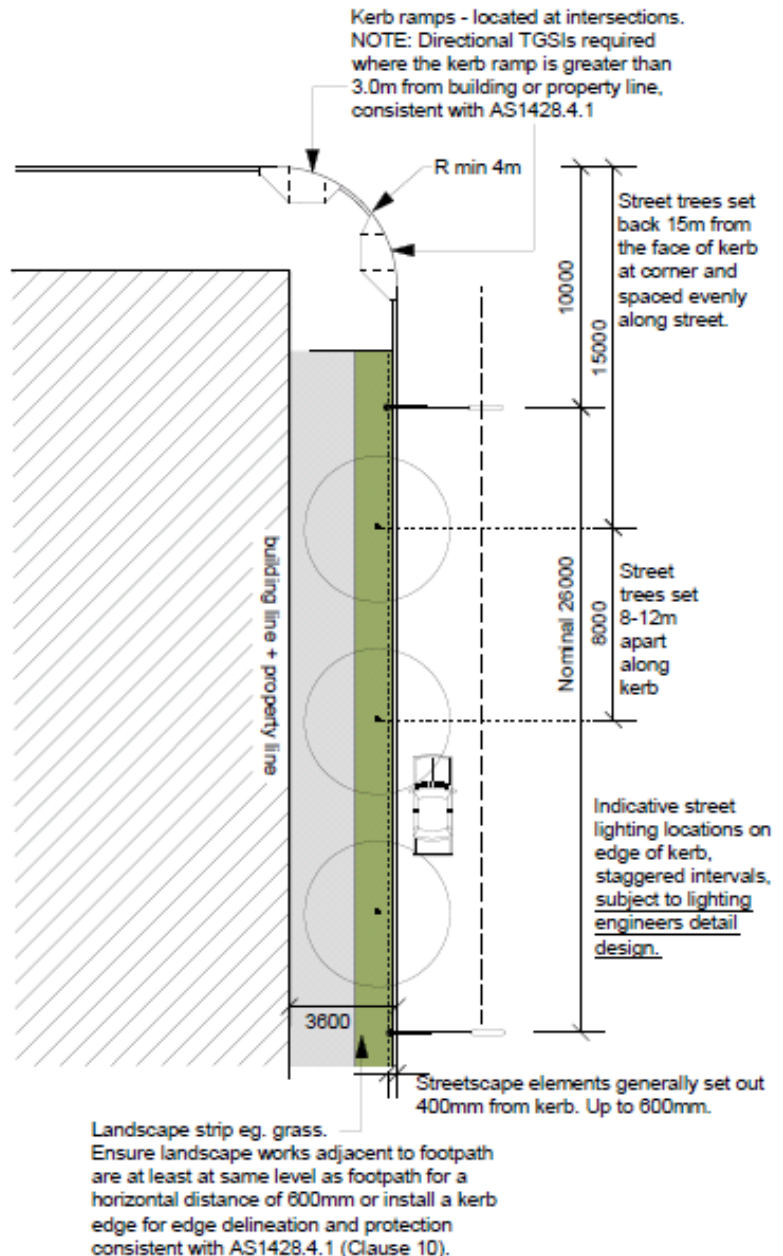 Kerb ramps - located at intersections.
NOTE: Directional TGSIs required
where the kerb ramp is greater than
3.0m from building or property line,
consistent with AS1428.4.1
R min 4m
Street trees set
back 15m from
the face of kerb
at corner and
spaced evenly
along street.
10000
15000
building line + property line
Nominal 26000
8000
Street
trees set
8-12m
apart
along
kerb
Indicative street
lighting locations on
edge of kerb,
staggered intervals,
subject to lighting
engineers detail
design.
3600
Streetscape elements generally set out
400mm from kerb. Up to 600mm.
Landscape strip eg. grass.
Ensure landscape works adjacent to footpath
are at least at same level as footpath for a
horizontal distance of 600mm or install a kerb
edge for edge delineation and protection
consistent with AS1428.4.1 (Clause 10).